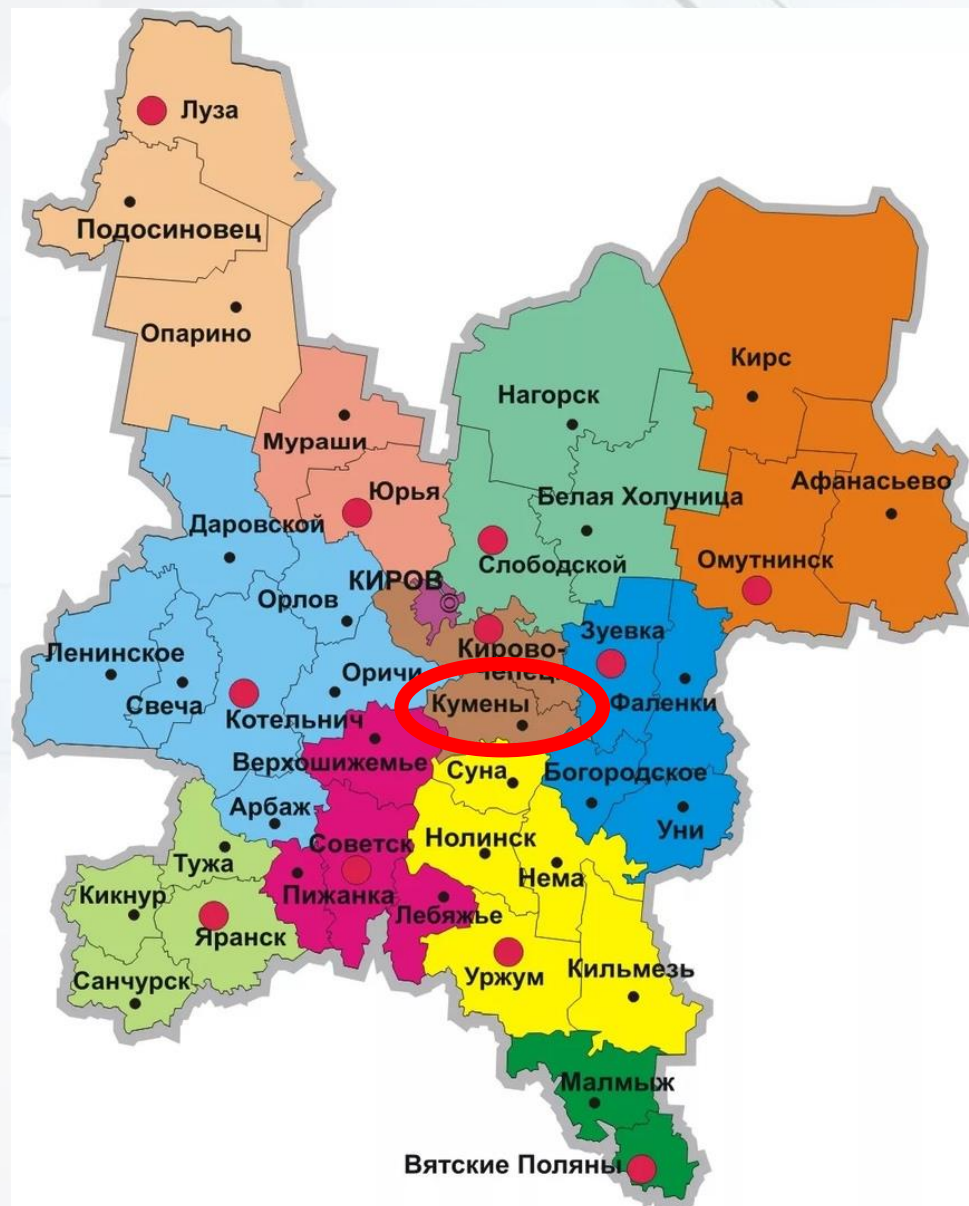 Луза
Подосиновец
Опарино
Кирс
Нагорск
Мураши
Афанасьево
Юрья
Белая Холуница
Даровской
Омутнинск
Слободской
КИРОВ
Орлов
Зуевка
Кирово-
Чепец
Ленинское
Оричи
Свеча
Кумены
Фаленки
Котельнич
Верхошижемье
Суна
Богородское
Арбаж
Уни
Нолинск
Советск
Тужа
Нема
Пижанка
Кикнур
Лебяжье
Яранск
Кильмезь
Уржум
Санчурск
Малмыж
Вятские Поляны